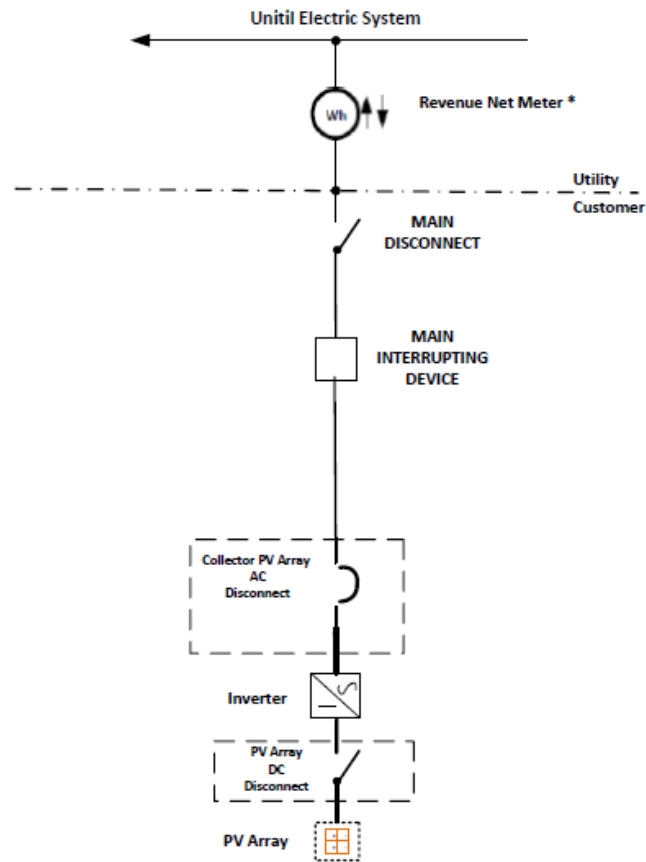 Unitil Electric System
Wh
Revenue Net Meter *
Utility
Customer
MAIN
DISCONNECT
MAIN
INTERRUPTING
DEVICE
Collector PV Array
AC
Disconnect
Inverter
PV Array
DC
Disconnect
PV Array